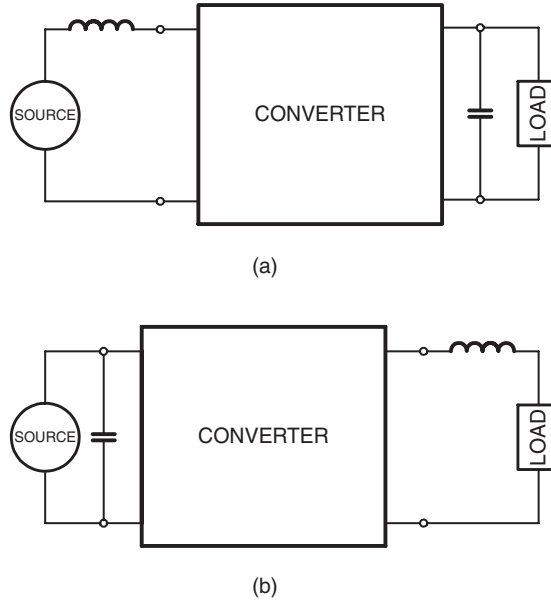 SOURCE
CONVERTER
LOAD
(a)
SOURCE
CONVERTER
LOAD
(b)